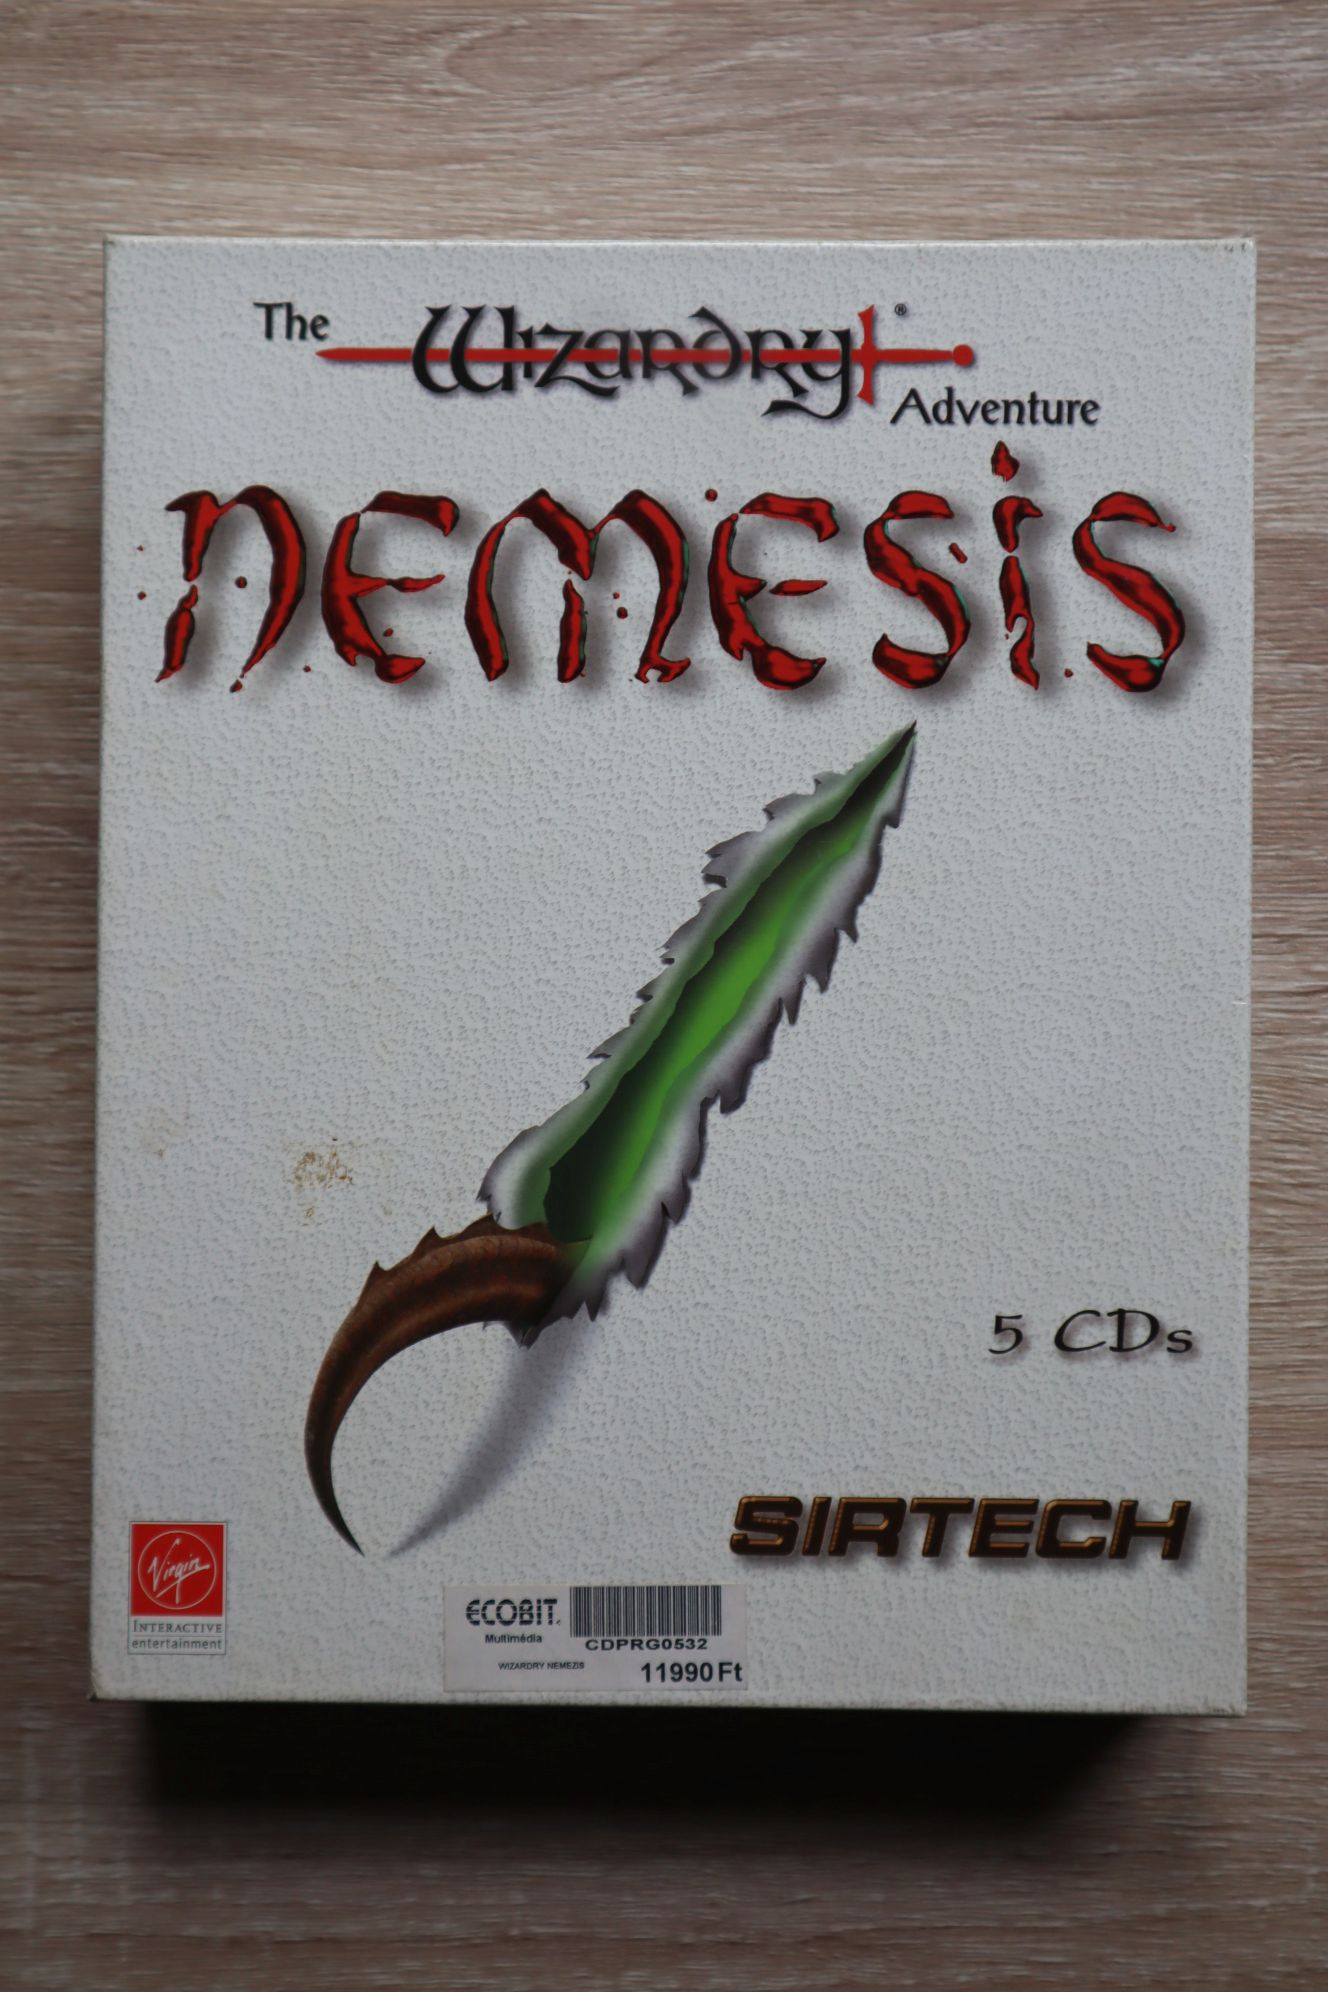 The Wizardry® Adventure
NEMESIS
5 CDs
SIRTECH
Virgin
INTERACTIVE
entertainment
ECOBIT.
Multimédia
CDPRG0532
WIZARDRY NEMEZIS
11990 Ft